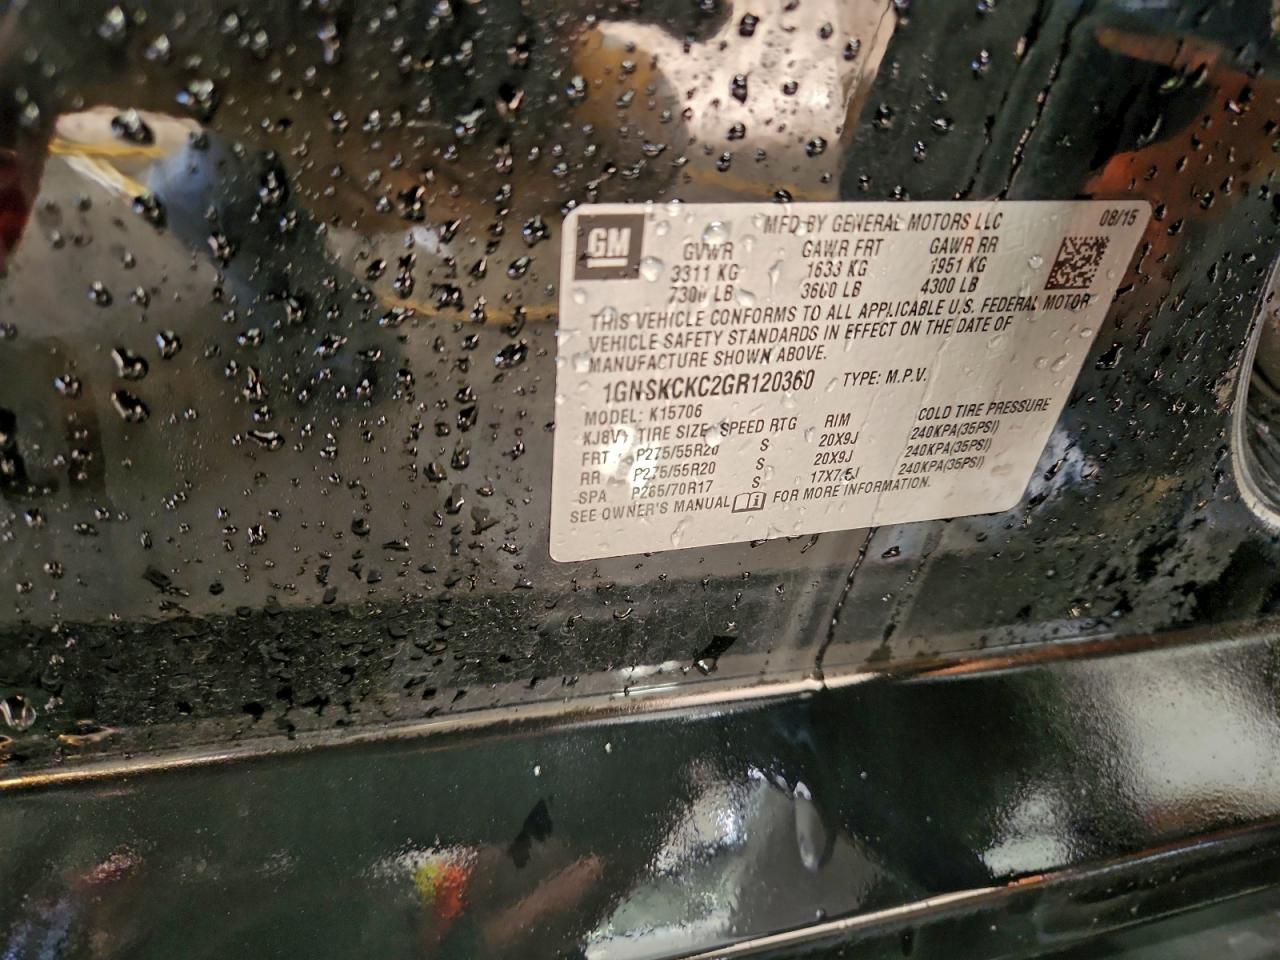 GM
MFD BY GENERAL MOTORS LLC 08/15
GVWR GAWR FRT GAWR RR
3311 KG 1633 KG 1951 KG
7300 LB 3600 LB 4300 LB
THIS VEHICLE CONFORMS TO ALL APPLICABLE U.S. FEDERAL MOTOR
VEHICLE SAFETY STANDARDS IN EFFECT ON THE DATE OF
MANUFACTURE SHOWN ABOVE.
1GNSKCKC2GR120360 TYPE: M.P.V.
MODEL: K15706
TIRE SIZE SPEED RTG RIM COLD TIRE PRESSURE
FRT P275/55R20 S 20X9J 240KPA(35PSI)
RR P275/55R20 S 20X9J 240KPA(35PSI)
SPA P265/70R17 S 17X7.5J 240KPA(35PSI)
SEE OWNER'S MANUAL FOR MORE INFORMATION.